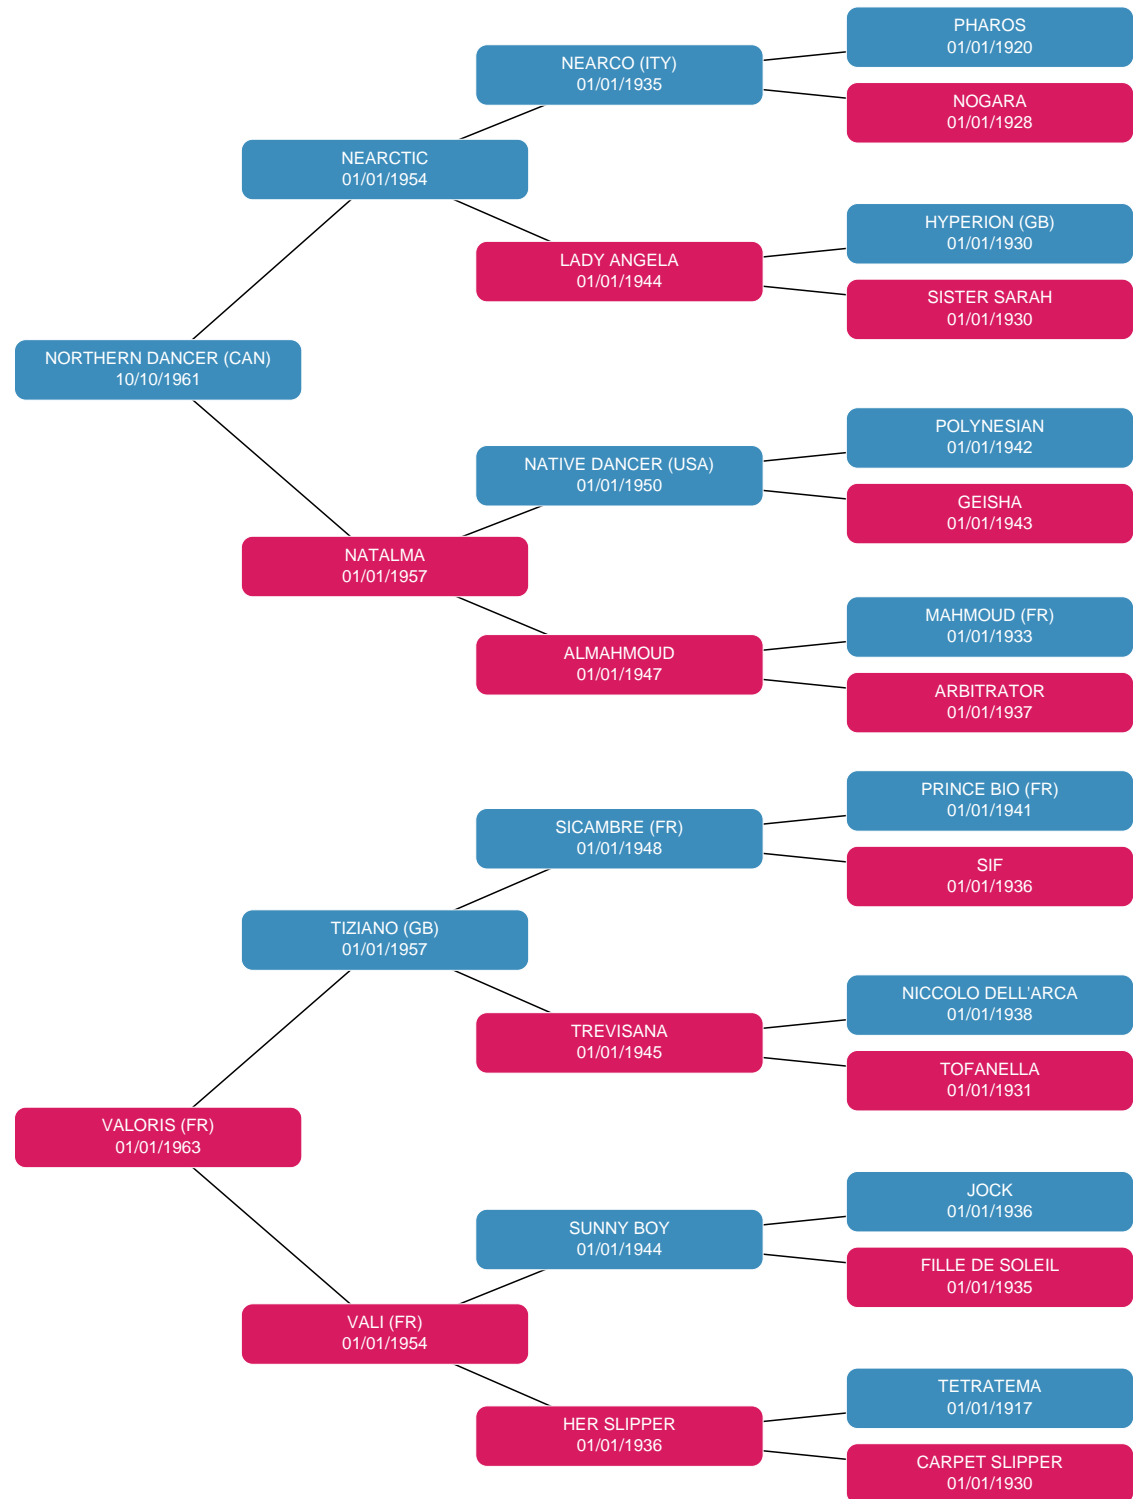 PHAROS
01/01/1920
NEARCO (ITY)
01/01/1935
NOGARA
01/01/1928
NEARCTIC
01/01/1954
HYPERION (GB)
01/01/1930
LADY ANGELA
01/01/1944
SISTER SARAH
01/01/1930
NORTHERN DANCER (CAN)
10/10/1961
POLYNESIAN
01/01/1942
NATIVE DANCER (USA)
01/01/1950
GEISHA
01/01/1943
NATALMA
01/01/1957
MAHMOUD (FR)
01/01/1933
ALMAHMOUD
01/01/1947
ARBITRATOR
01/01/1937
PRINCE BIO (FR)
01/01/1941
SICAMBRE (FR)
01/01/1948
SIF
01/01/1936
TIZIANO (GB)
01/01/1957
NICCOLO DELL'ARCA
01/01/1938
TREVISANA
01/01/1945
TOFANELLA
01/01/1931
VALORIS (FR)
01/01/1963
JOCK
01/01/1936
SUNNY BOY
01/01/1944
FILLE DE SOLEIL
01/01/1935
VALI (FR)
01/01/1954
TETRATEMA
01/01/1917
HER SLIPPER
01/01/1936
CARPET SLIPPER
01/01/1930